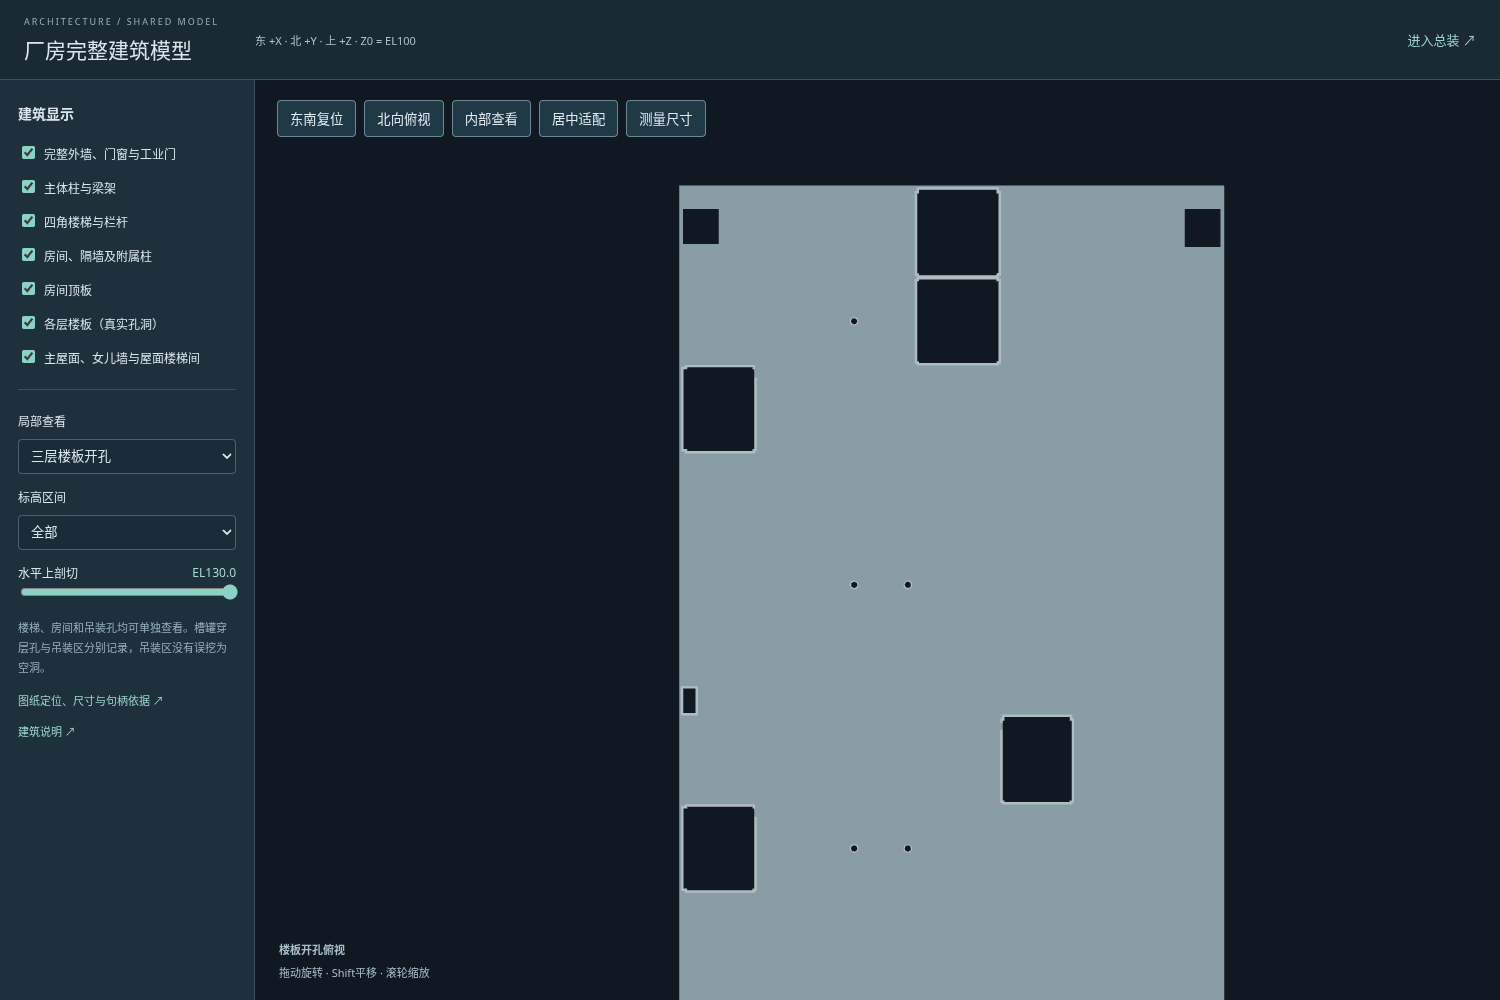 ARCHITECTURE / SHARED MODEL
厂房完整建筑模型
东 +X · 北 +Y · 上 +Z · Z0 = EL100
进入总装 ↗
建筑显示
完整外墙、门窗与工业门
主体柱与梁架
四角楼梯与栏杆
房间、隔墙及附属柱
房间顶板
各层楼板（真实孔洞）
主屋面、女儿墙与屋面楼梯间
局部查看
三层楼板开孔
标高区间
全部
水平上剖切 EL130.0
楼梯、房间和吊装孔均可单独查看。槽罐穿
层孔与吊装区分别记录，吊装区没有误挖为
空洞。
图纸定位、尺寸与句柄依据 ↗
建筑说明 ↗
东南复位 北向俯视 内部查看 居中适配 测量尺寸
楼板开孔俯视
拖动旋转 · Shift平移 · 滚轮缩放